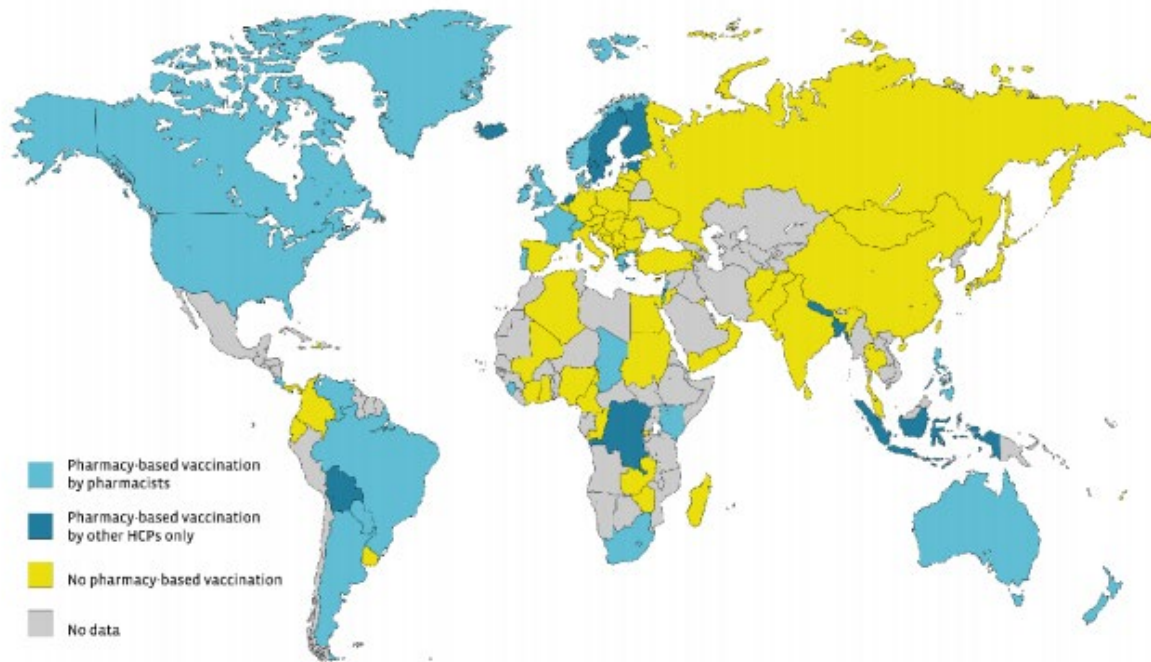 Pharmacy-based vaccination
by pharmacists
Pharmacy-based vaccination
by other HCPs only
No pharmacy-based vaccination
No data